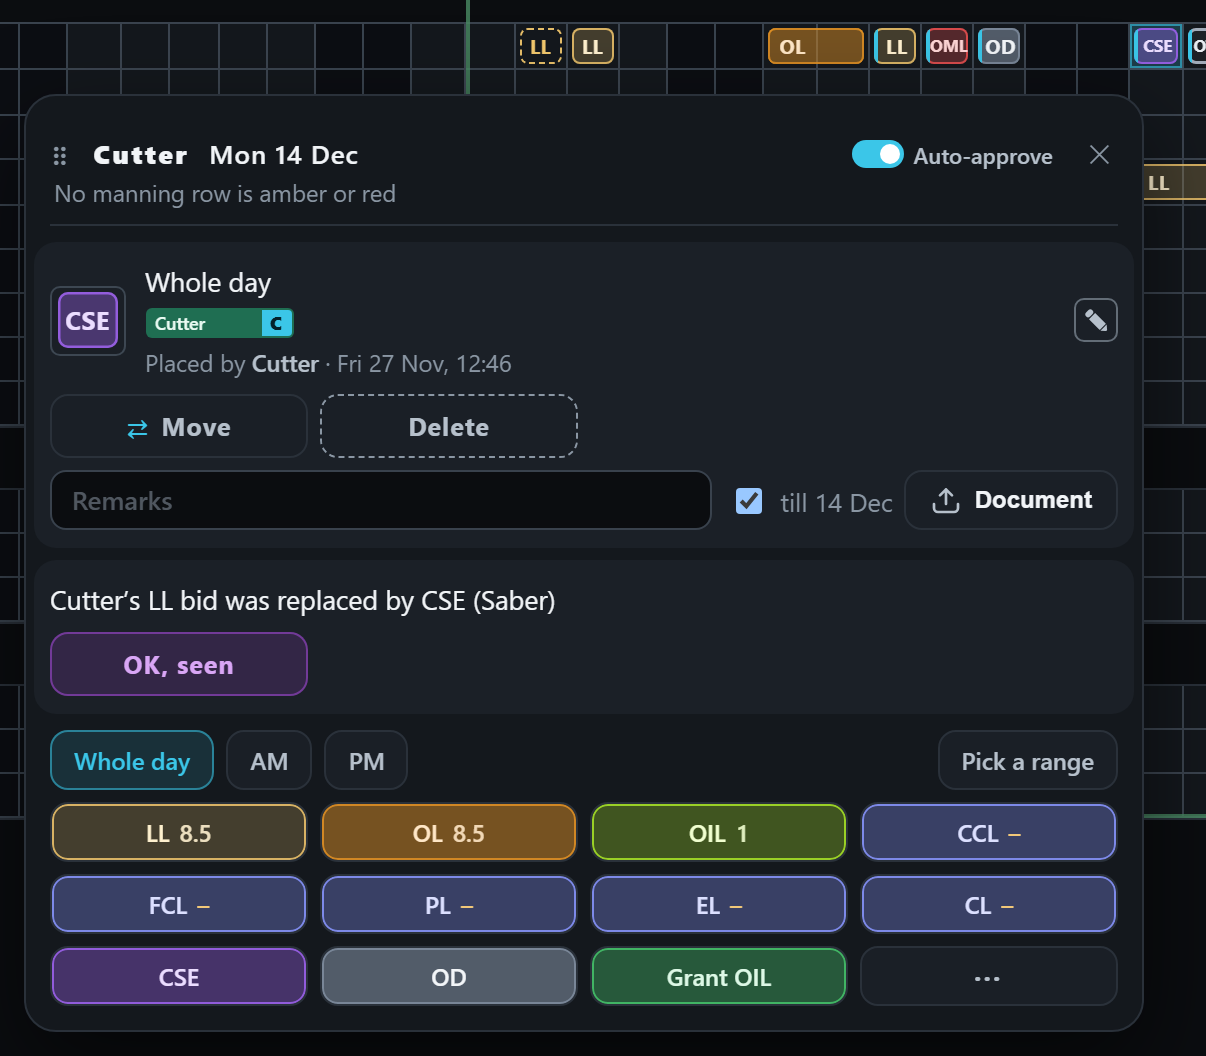 LL LL OL LL OML OD CSE
Cutter Mon 14 Dec Auto-approve
No manning row is amber or red
LL
Whole day
CSE
Cutter C
Placed by Cutter · Fri 27 Nov, 12:46
Move Delete
Remarks till 14 Dec Document
Cutter’s LL bid was replaced by CSE (Saber)
OK, seen
Whole day AM PM Pick a range
LL 8.5 OL 8.5 OIL 1 CCL –
FCL – PL – EL – CL –
CSE OD Grant OIL ...